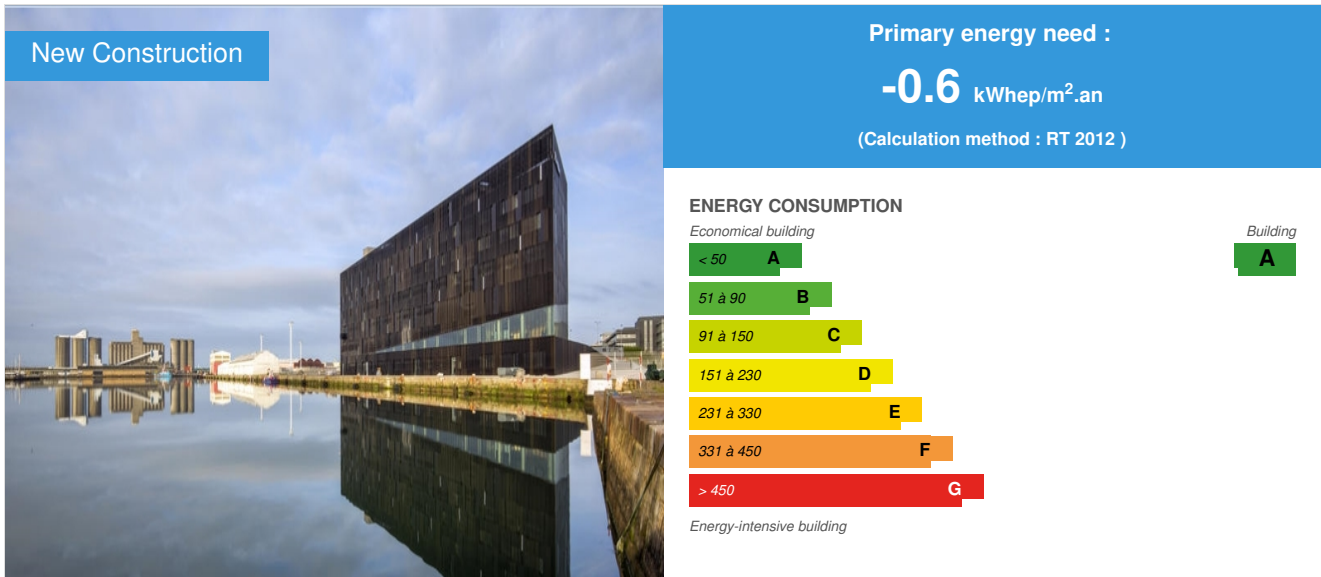 New Construction
Primary energy need :
-0.6 kWhep/m².an
(Calculation method : RT 2012 )
ENERGY CONSUMPTION
Economical building
Building
< 50 A
A
51 à 90 B
91 à 150 C
151 à 230 D
231 à 330 E
331 à 450 F
> 450 G
Energy-intensive building